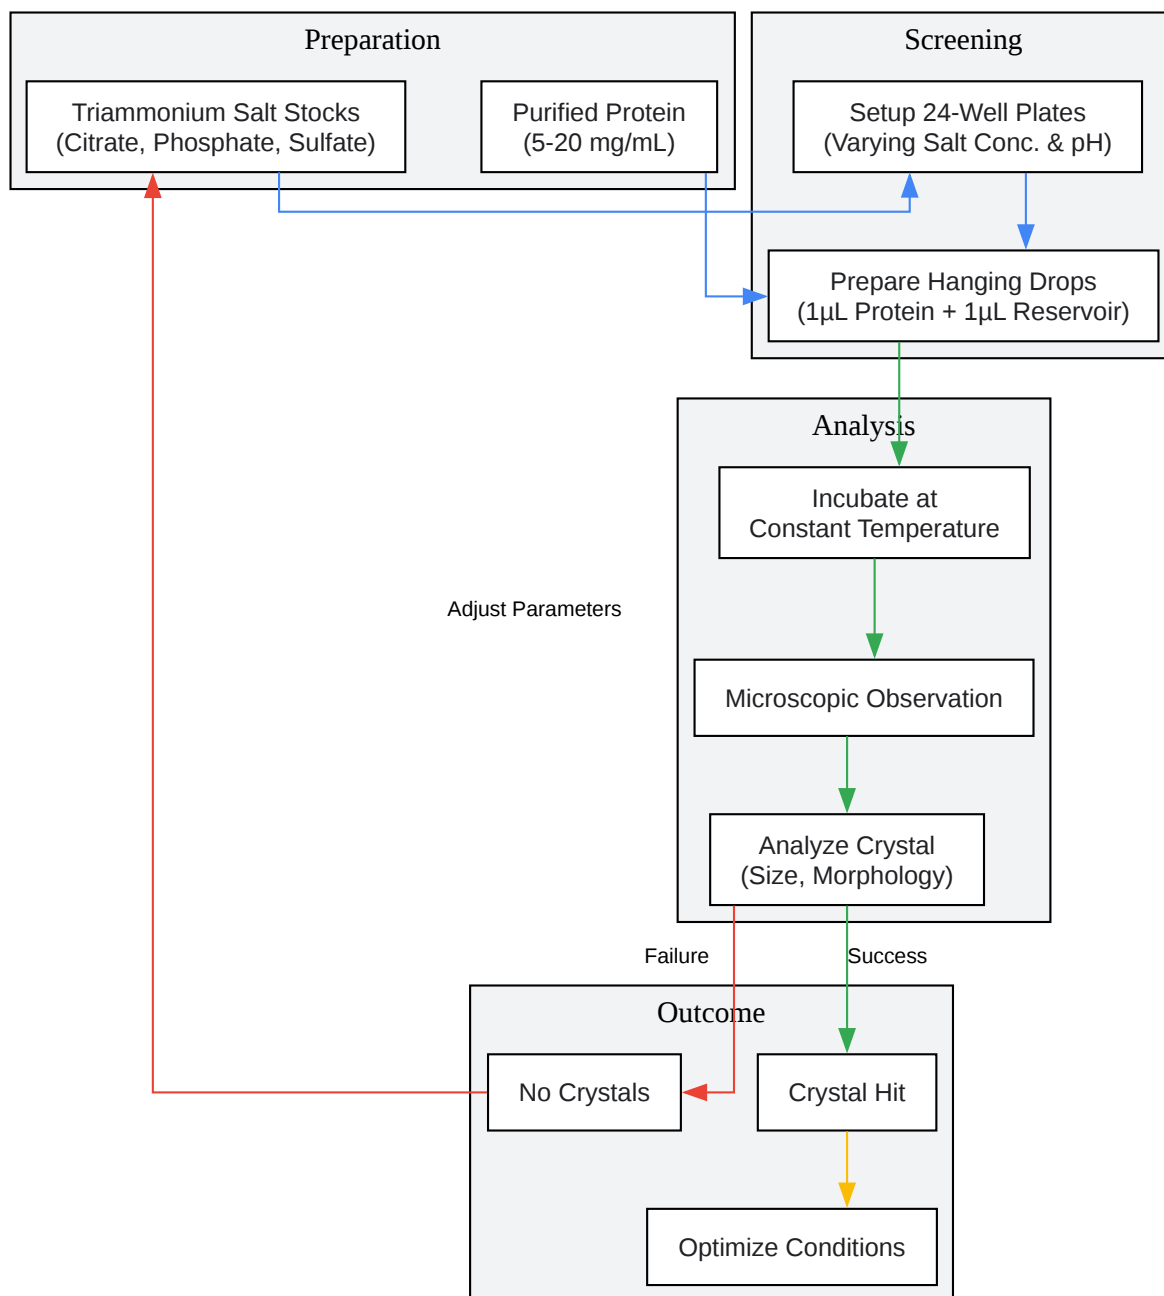 Preparation
Triammonium Salt Stocks
(Citrate, Phosphate, Sulfate)
Purified Protein
(5-20 mg/mL)
Screening
Setup 24-Well Plates
(Varying Salt Conc. & pH)
Prepare Hanging Drops
(1µL Protein + 1µL Reservoir)
Analysis
Incubate at
Constant Temperature
Adjust Parameters
Microscopic Observation
Analyze Crystal
(Size, Morphology)
Failure
Success
Outcome
No Crystals
Crystal Hit
Optimize Conditions